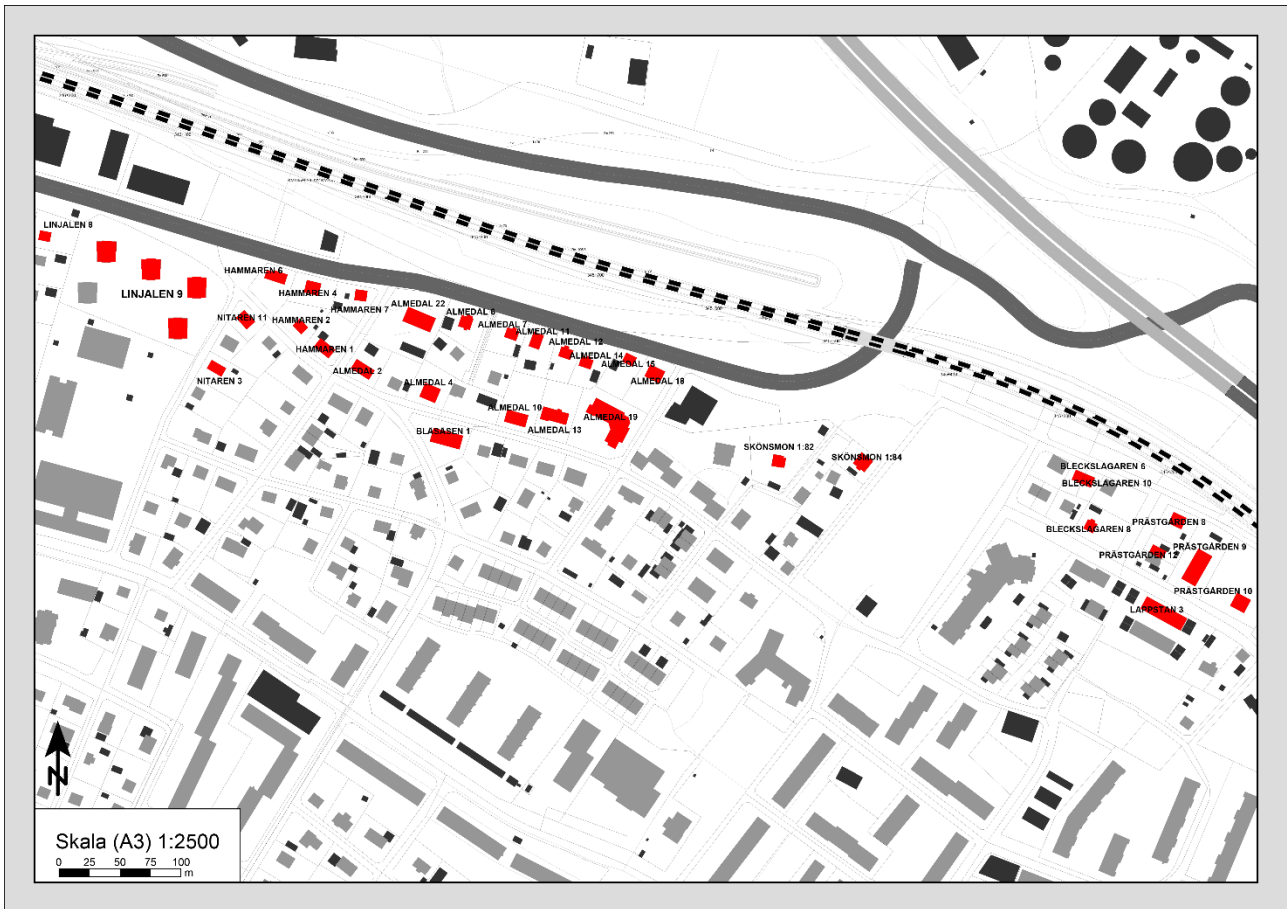 LINJALEN 8
LINJALEN 9
HAMMAREN 6
HAMMAREN 4
HAMMAREN 7
NITAREN 11
HAMMAREN 2
HAMMAREN 1
NITAREN 3
ALMEDAL 22
ALMEDAL 6
ALMEDAL 7
ALMEDAL 11
ALMEDAL 12
ALMEDAL 14
ALMEDAL 15
ALMEDAL 18
ALMEDAL 2
ALMEDAL 4
ALMEDAL 10
ALMEDAL 13
ALMEDAL 19
BLÅPASEN 1
SKÖNSMON 1:82
SKÖNSMON 1:84
BLECKSLAGAREN 6
BLECKSLAGAREN 10
BLECKSLAGAREN 8
PRÄSTGÅRDEN 8
PRÄSTGÅRDEN 9
PRÄSTGÅRDEN 12
PRÄSTGÅRDEN 10
LAPPSTAN 3
N
Skala (A3) 1:2500
0 25 50 75 100
m